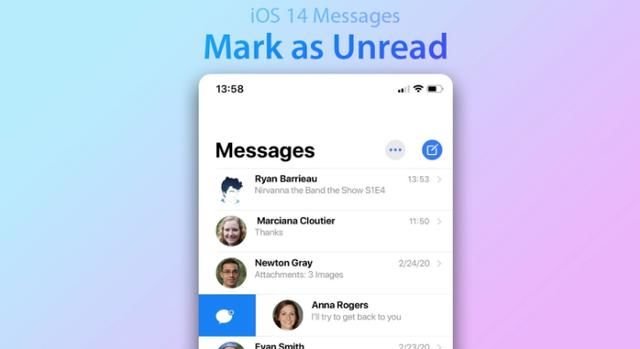 iOS 14 Messages
Mark as Unread
13:58
Messages
Ryan Barrieau 13:53
Nirvanna the Band the Show S1E4
Marciana Cloutier 11:50
Thanks
Newton Gray 2/24/20
Attachments: 3 Images
Anna Rogers
I'll try to get back to you
Evan Smith 2/23/20